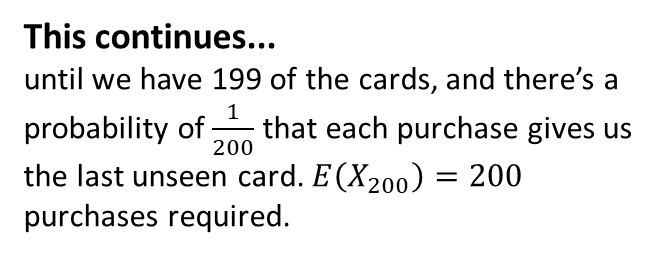 This continues...
until we have 199 of the cards, and there's a
probability of 1/200 that each purchase gives us
the last unseen card. E(X₂₀₀) = 200
purchases required.